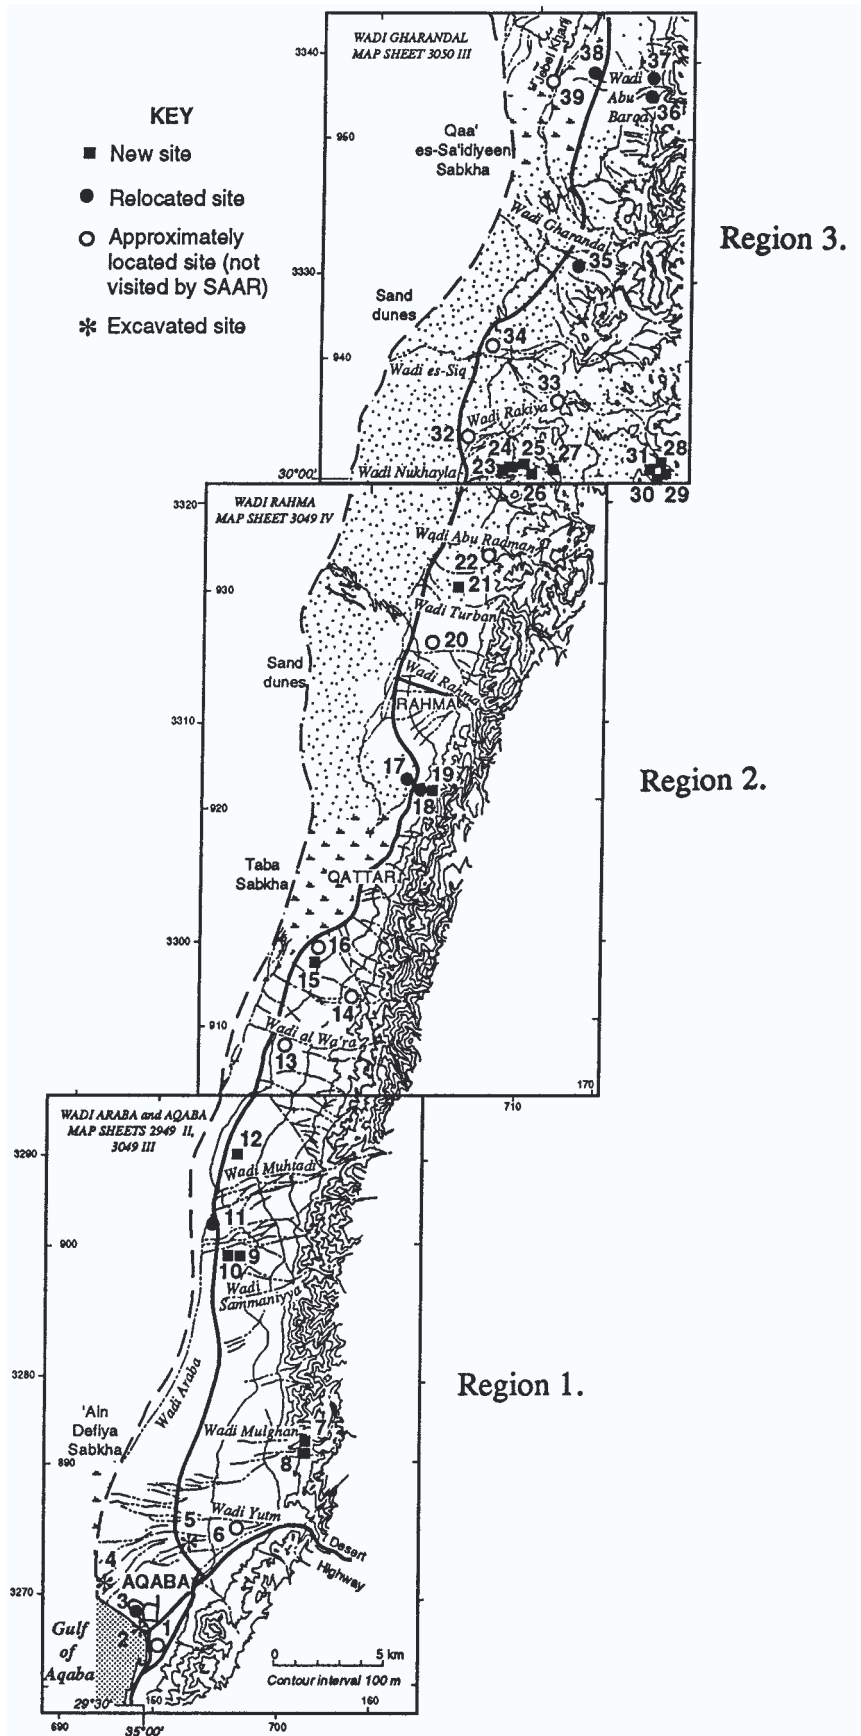 WADI GHARANDAL
MAP SHEET 3050 III
3340
Jebel Kharij
38
37
Wadi
Abu
Barqa
39
36
KEY
New site
Relocated site
Approximately
located site (not
visited by SAAR)
Excavated site
960
Qaa'
es-Sa'idiyeen
Sabkha
Wadi Gharandal
Region 3.
35
3330
Sand
dunes
34
940
Wadi es-Siq
33
Wadi Rakiya
32
24
25
27
31
28
23
26
30
29
30°00'
Wadi Nukhayla
3320
WADI RAHMA
MAP SHEET 3049 IV
Wadi Abu Radman
22
21
930
Wadi Turban
20
Sand
dunes
Wadi Rahma
RAHMA
3310
17
19
18
Region 2.
920
Taba
Sabkha
QATTAR
3300
16
15
14
910
Wadi al Wa'ra
13
710
170
WADI ARABA and AQABA
MAP SHEETS 2949 II,
3049 III
12
3290
Wadi Muhtadi
11
900
9
10
Wadi
Sammaniyya
3280
Region 1.
Wadi Araba
'Ain
Defiya
Sabkha
Wadi Mulghan
7
8
890
Wadi Yutm
5
6
Desert
Highway
4
AQABA
3270
3
1
2
Gulf
of
Aqaba
0
5 km
Contour interval 100 m
29°30'
150
160
690
35°00'
700